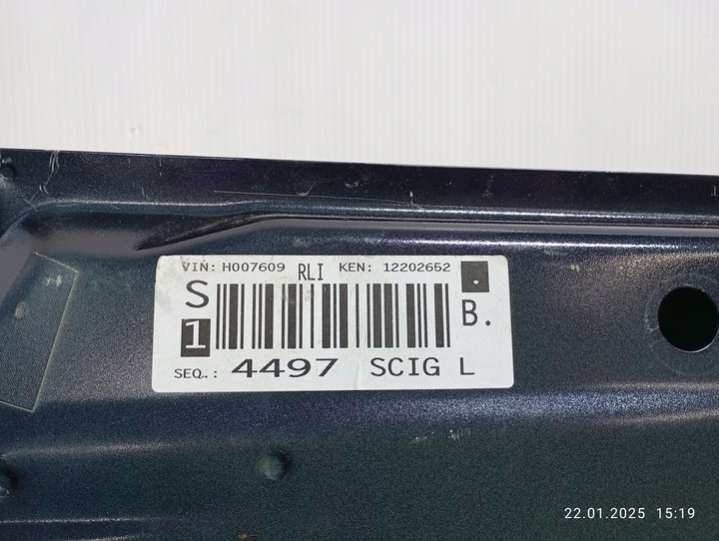 VIN: H007609 RLI KEN: 12202652
S
1
B.
SEQ.: 4497 SCIG L
22.01.2025 15:19